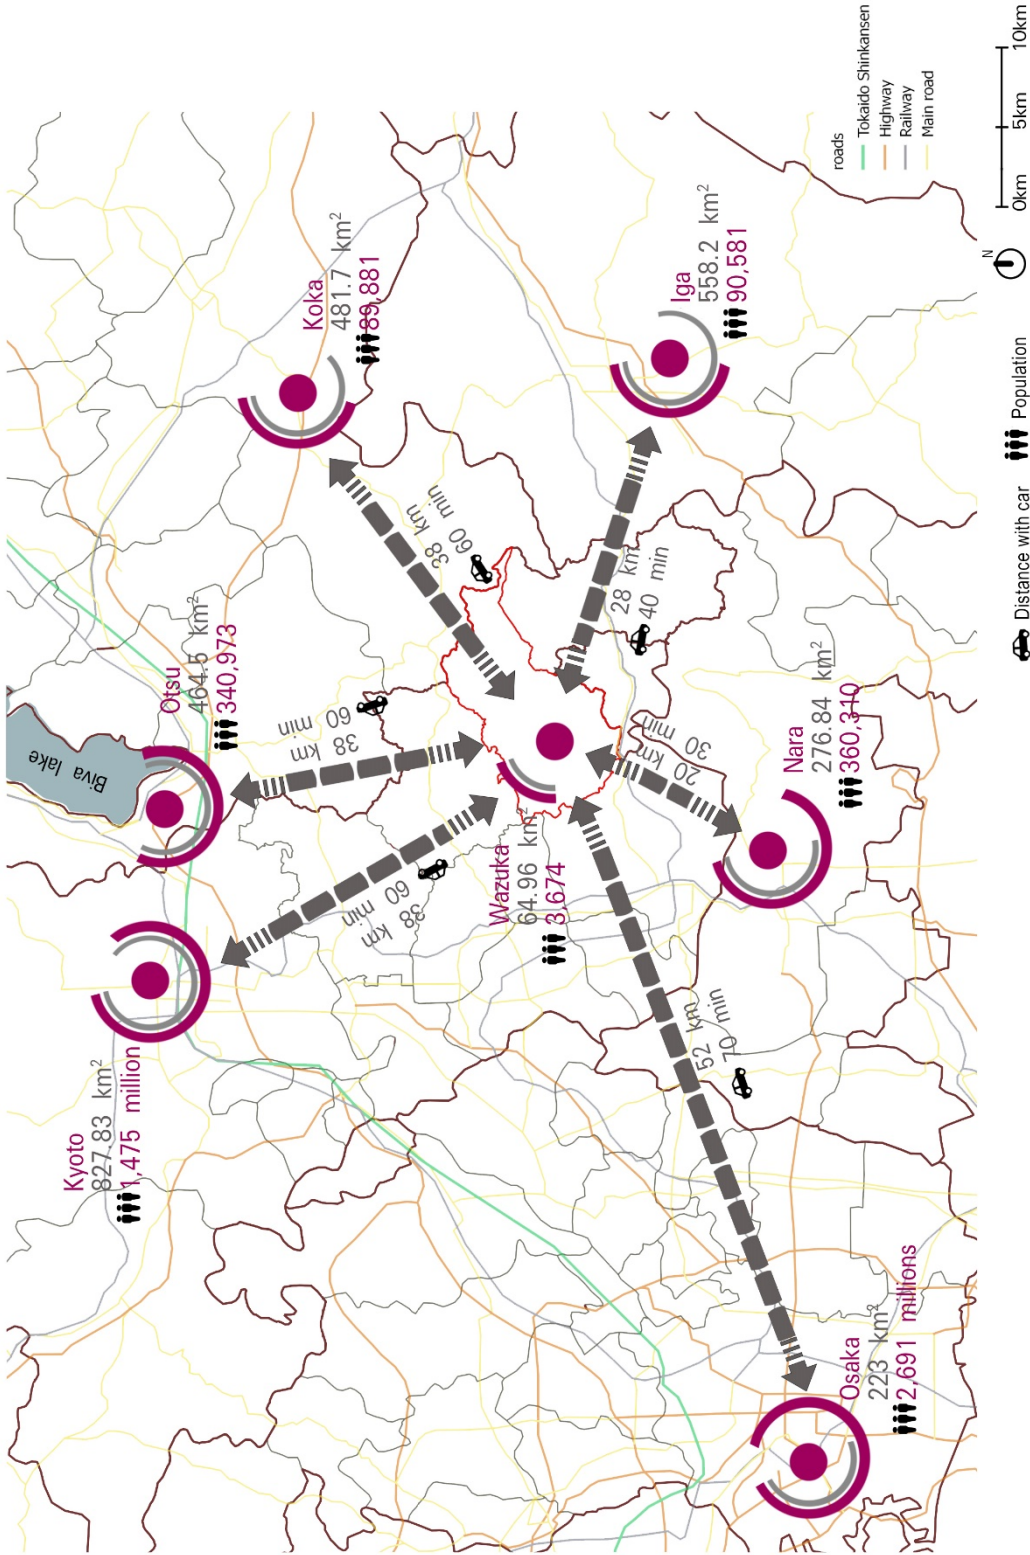 Biva lake
Kyoto
827.83 km²
1,475 million
Otsu
464.5 km²
340,973
Koka
481.7 km²
89,881
38 km
60 min
38 km
60 min
38 km
60 min
Wazuka
64.96 km²
3,674
28 km
40 min
20 km
30 min
52 km
70 min
Iga
558.2 km²
90,581
Nara
276.84 km²
360,310
Osaka
223 km²
2,691 millions
roads
Tokaido Shinkansen
Highway
Railway
Main road
Distance with car
Population
N
0km
5km
10km